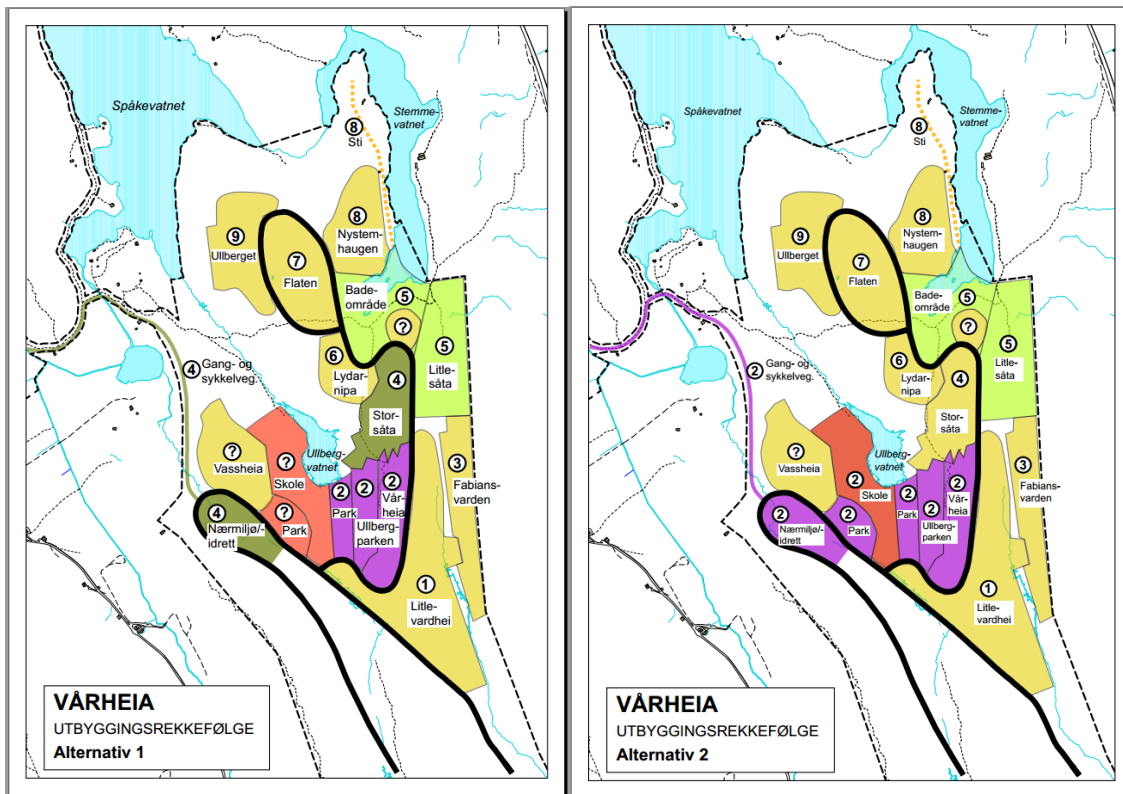 Spåkevatnet
Stemme-
vatnet
8
Sti
8
Nystem-
haugen
9
Ullberget
7
Flaten
Bade-
område
5
?
5
Litle-
såta
6
Lydar-
nipa
4
Stor-
såta
4
Gang- og
sykkelveg.
?
Vassheia
?
Skole
Ullberg-
vatnet
3
Fabians-
varden
2
Park
2
Ullberg-
parken
2
Vår-
heia
4
Nærmiljø/-
idrett
?
Park
1
Litle-
vardhei
VÅRHEIA
UTBYGGINGSREKKEFØLGE
Alternativ 1
Spåkevatnet
Stemme-
vatnet
8
Sti
8
Nystem-
haugen
9
Ullberget
7
Flaten
Bade-
område
5
?
5
Litle-
såta
6
Lydar-
nipa
4
Stor-
såta
2
Gang- og
sykkelveg.
?
Vassheia
2
Skole
Ullberg-
vatnet
3
Fabians-
varden
2
Park
2
Ullberg-
parken
2
Vår-
heia
2
Nærmiljø/-
idrett
2
Park
1
Litle-
vardhei
VÅRHEIA
UTBYGGINGSREKKEFØLGE
Alternativ 2